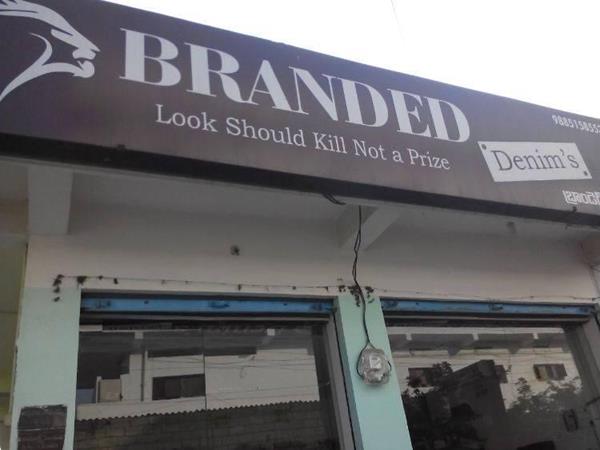 BRANDED
Look Should Kill Not a Prize
Denim's